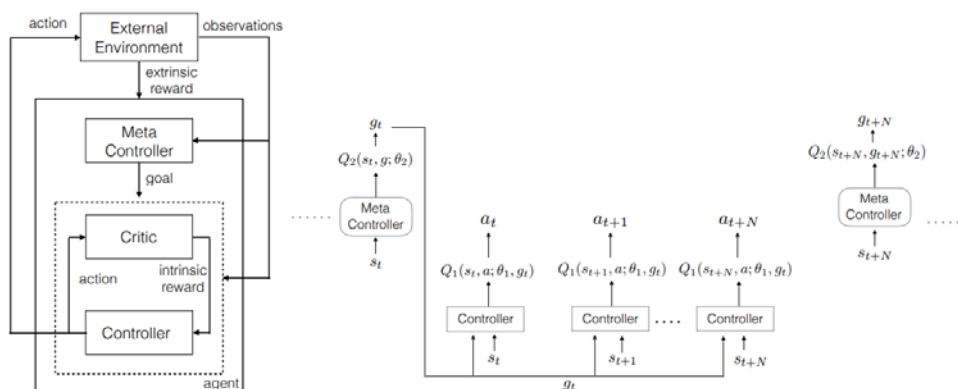 action
External
Environment
observations
extrinsic
reward
Meta
Controller
goal
Critic
action
intrinsic
reward
Controller
agent
g_t
Q_2(s_t, g; θ_2)
......
Meta
Controller
s_t
a_t
a_{t+1}
a_{t+N}
Q_1(s_t, a; θ_1, g_t)
Q_1(s_{t+1}, a; θ_1, g_t)
Q_1(s_{t+N}, a; θ_1, g_t)
Controller
Controller
....
Controller
s_t
s_{t+1}
s_{t+N}
g_t
g_{t+N}
Q_2(s_{t+N}, g_{t+N}; θ_2)
Meta
Controller
.....
s_{t+N}